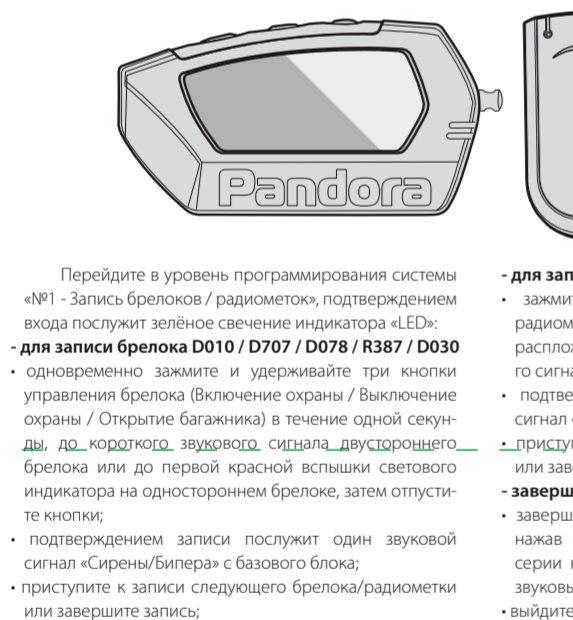 Pandora
Перейдите в уровень программирования системы
«№1 - Запись брелоков / радиометок», подтверждением
входа послужит зелёное свечение индикатора «LED»:
- для записи брелока D010 / D707 / D078 / R387 / D030
• одновременно зажмите и удерживайте три кнопки
управления брелока (Включение охраны / Выключение
охраны / Открытие багажника) в течение одной секун-
ды, до короткого звукового сигнала двустороннего
брелока или до первой красной вспышки светового
индикатора на одностороннем брелоке, затем отпусти-
те кнопки;
• подтверждением записи послужит один звуковой
сигнал «Сирены/Бипера» с базового блока;
• приступите к записи следующего брелока/радиометки
или завершите запись;
- для зап
• зажмит
радиом
располож
го сигна
• подтве
сигнал «
• приступ
или зав
- заверш
• заверш
нажав
серии н
звуковы
• выйдите